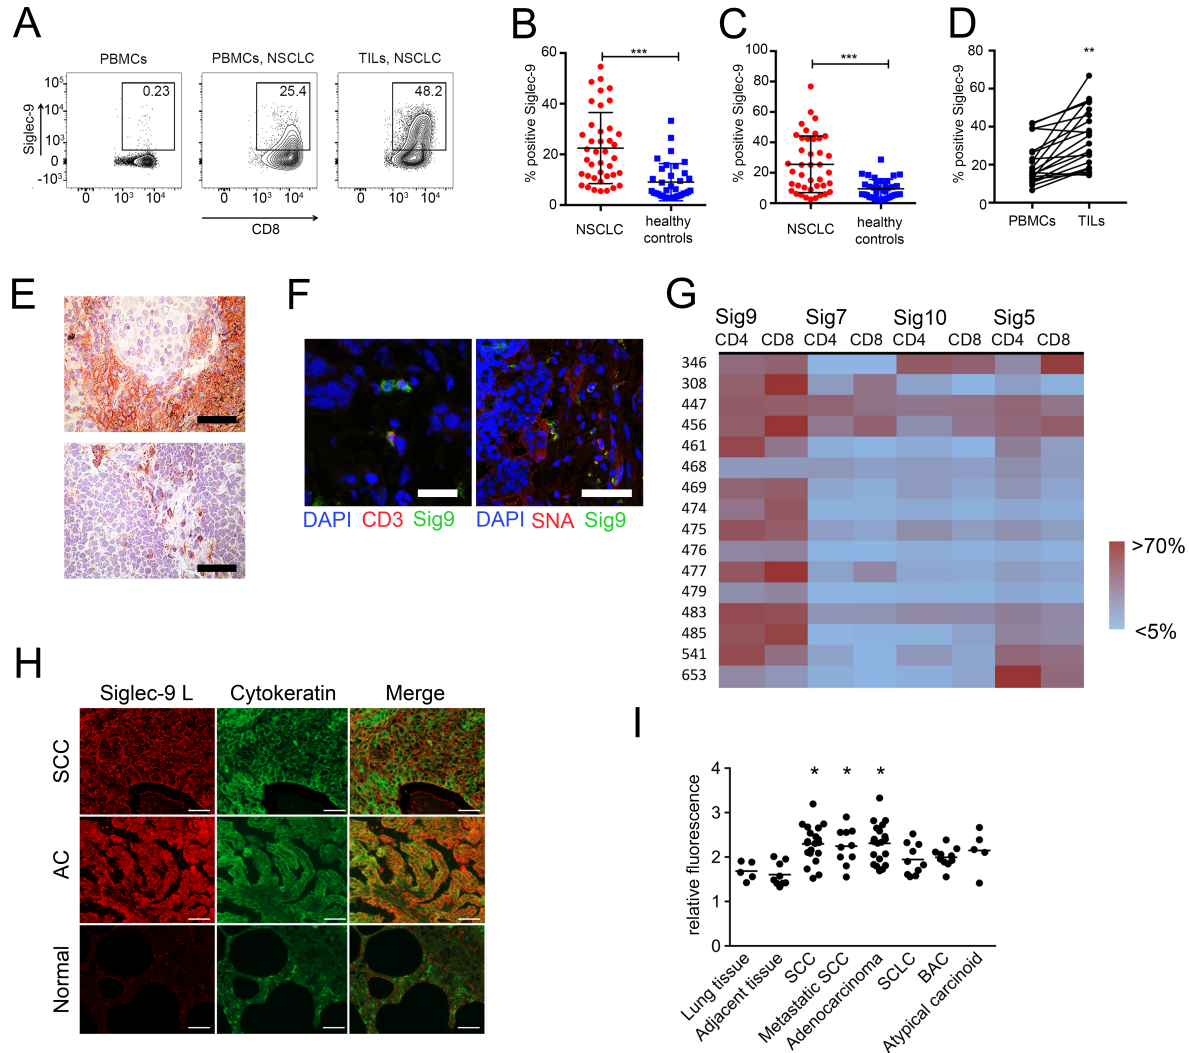 A
PBMCs
PBMCs, NSCLC
TILs, NSCLC
0.23
25.4
48.2
Siglec-9
10⁵
10⁴
10³
0
-10³
0 10³ 10⁴
0 10³ 10⁴
0 10³ 10⁴
CD8
B
% positive Siglec-9
60
40
20
0
***
NSCLC
healthy
controls
C
% positive Siglec-9
100
80
60
40
20
0
***
NSCLC
healthy
controls
D
% positive Siglec-9
80
60
40
20
0
**
PBMCs
TILs
E
F
DAPI CD3 Sig9
DAPI SNA Sig9
G
Sig9 Sig7 Sig10 Sig5
CD4 CD8 CD4 CD8 CD4 CD8 CD4 CD8
346
308
447
456
461
468
469
474
475
476
477
479
483
485
541
653
>70%
<5%
H
Siglec-9 L Cytokeratin Merge
SCC
AC
Normal
I
relative fluorescence
4
3
2
1
0
* * *
Lung tissue
Adjacent tissue
SCC
Metastatic SCC
Adenocarcinoma
SCLC
BAC
Atypical carcinoid